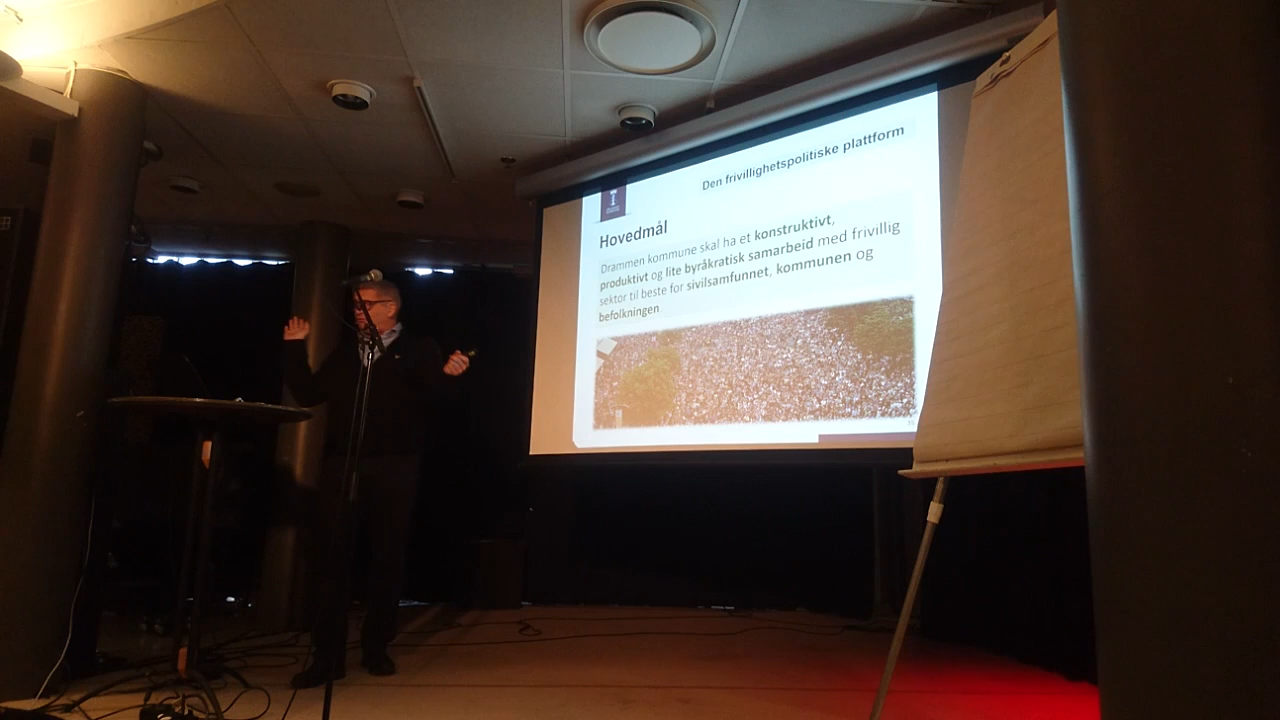 Den frivillighetspolitiske plattform
Hovedmål
Drammen kommune skal ha et konstruktivt,
produktivt og lite byråkratisk samarbeid med frivillig
sektor til beste for sivilsamfunnet, kommunen og
befolkningen